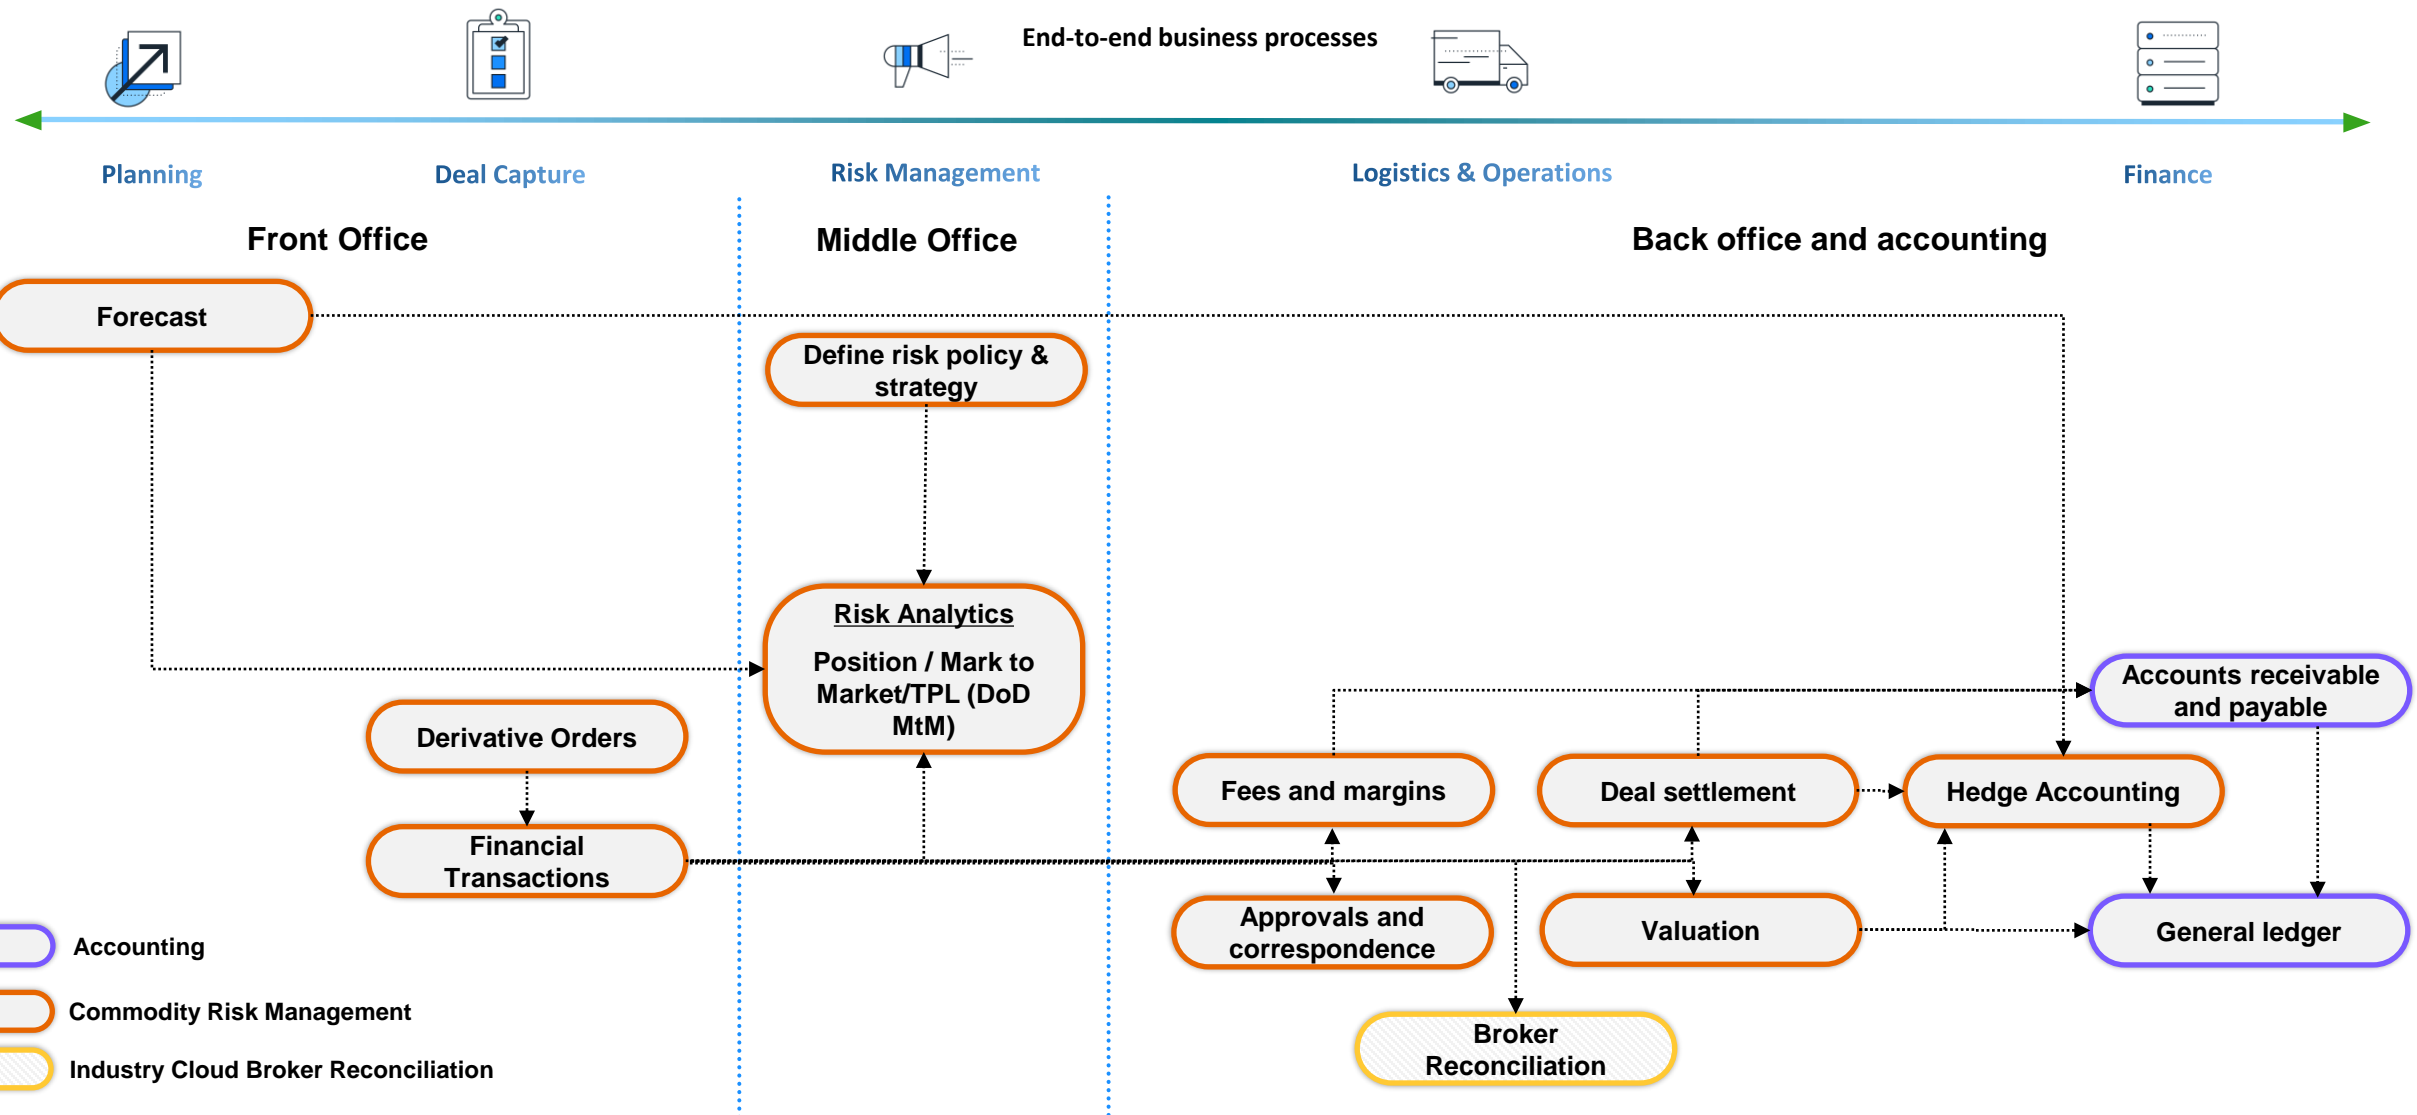 End-to-end business processes
Planning
Deal Capture
Risk Management
Logistics & Operations
Finance
Front Office
Middle Office
Back office and accounting
Forecast
Define risk policy &
strategy
Risk Analytics
Position / Mark to
Market/TPL (DoD
MtM)
Accounts receivable
and payable
Derivative Orders
Fees and margins
Deal settlement
Hedge Accounting
Financial
Transactions
Approvals and
correspondence
Valuation
General ledger
Broker
Reconciliation
Accounting
Commodity Risk Management
Industry Cloud Broker Reconciliation